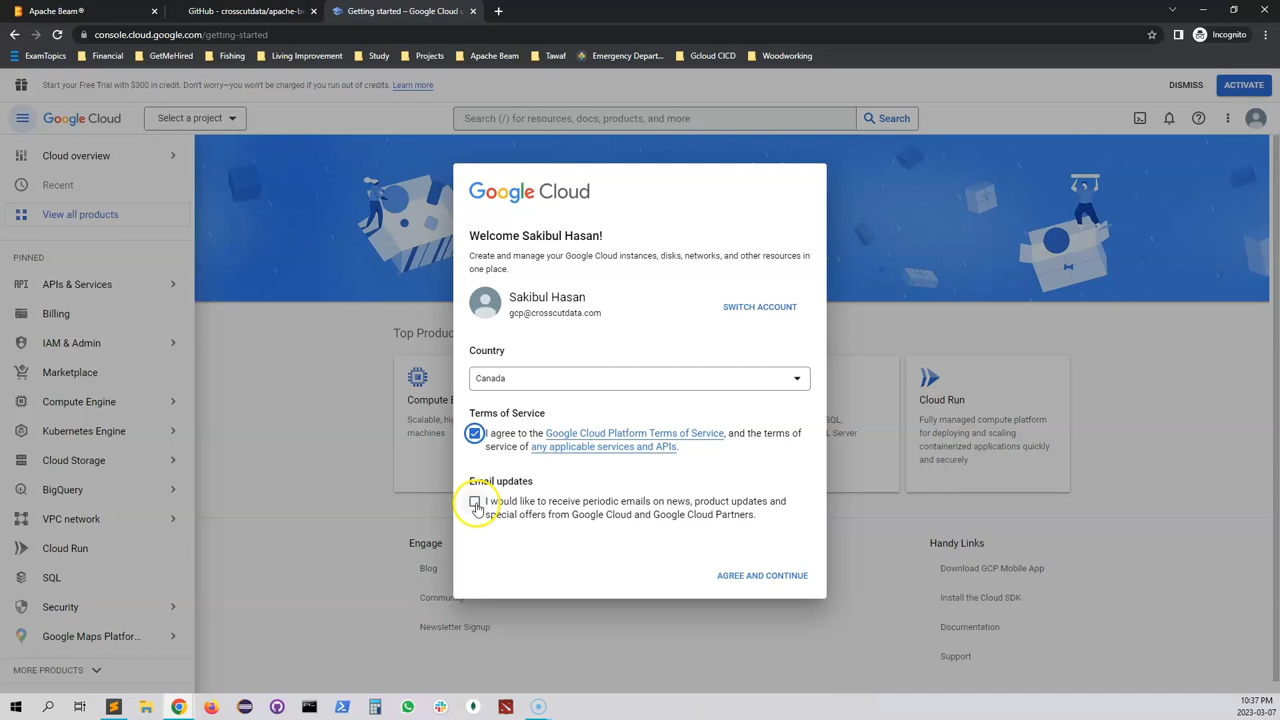 Apache Beam ®
GitHub - crosscutdata/apache-b
Getting started – Google Cloud c
console.cloud.google.com/getting-started
Incognito
ExamTopics
Financial
GetMeHired
Fishing
Living Improvement
Study
Projects
Apache Beam
Tawaf
Emergency Depart...
Gcloud CICD
Woodworking
Start your Free Trial with $300 in credit. Don't worry—you won't be charged if you run out of credits. Learn more
DISMISS
ACTIVATE
Google Cloud
Select a project
Search (/) for resources, docs, products, and more
Search
Cloud overview
Recent
View all products
PINNED
APIs & Services
Billing
IAM & Admin
Marketplace
Compute Engine
Kubernetes Engine
Cloud Storage
BigQuery
VPC network
Cloud Run
SQL
Security
Google Maps Platfor...
MORE PRODUCTS
Google Cloud
Welcome Sakibul Hasan!
Create and manage your Google Cloud instances, disks, networks, and other resources in
one place.
Sakibul Hasan
gcp@crosscutdata.com
SWITCH ACCOUNT
Country
Canada
Terms of Service
I agree to the Google Cloud Platform Terms of Service, and the terms of
service of any applicable services and APIs.
Email updates
I would like to receive periodic emails on news, product updates and
special offers from Google Cloud and Google Cloud Partners.
AGREE AND CONTINUE
Top Produc
Compute E
Scalable, hig
machines
SQL,
SQL Server
Cloud Run
Fully managed compute
platform for deploying and
scaling containerized
applications quickly and
securely
Engage
Blog
Community
Newsletter Signup
Handy Links
Download GCP Mobile App
Install the Cloud SDK
Documentation
Support
10:37 PM
2023-03-07